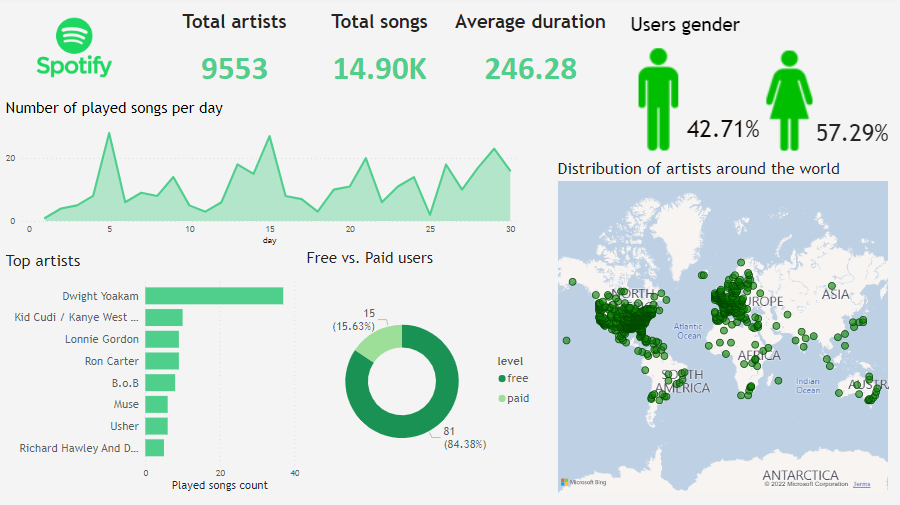 Spotify
Total artists
9553
Total songs
14.90K
Average duration
246.28
Users gender
42.71%
57.29%
Number of played songs per day
20
0
0
5
10
15
20
25
30
day
Top artists
Dwight Yoakam
Kid Cudi / Kanye West ...
Lonnie Gordon
Ron Carter
B.o.B
Muse
Usher
Richard Hawley And D...
0
20
40
Played songs count
Free vs. Paid users
15
(15.63%)
81
(84.38%)
level
free
paid
Distribution of artists around the world
NORTH
EUROPE
ASIA
Atlantic
Ocean
AFRICA
SOUTH
AMERICA
Indian
Ocean
AUSTR
ANTARCTICA
Microsoft Bing
© 2022 Microsoft Corporation
Terms